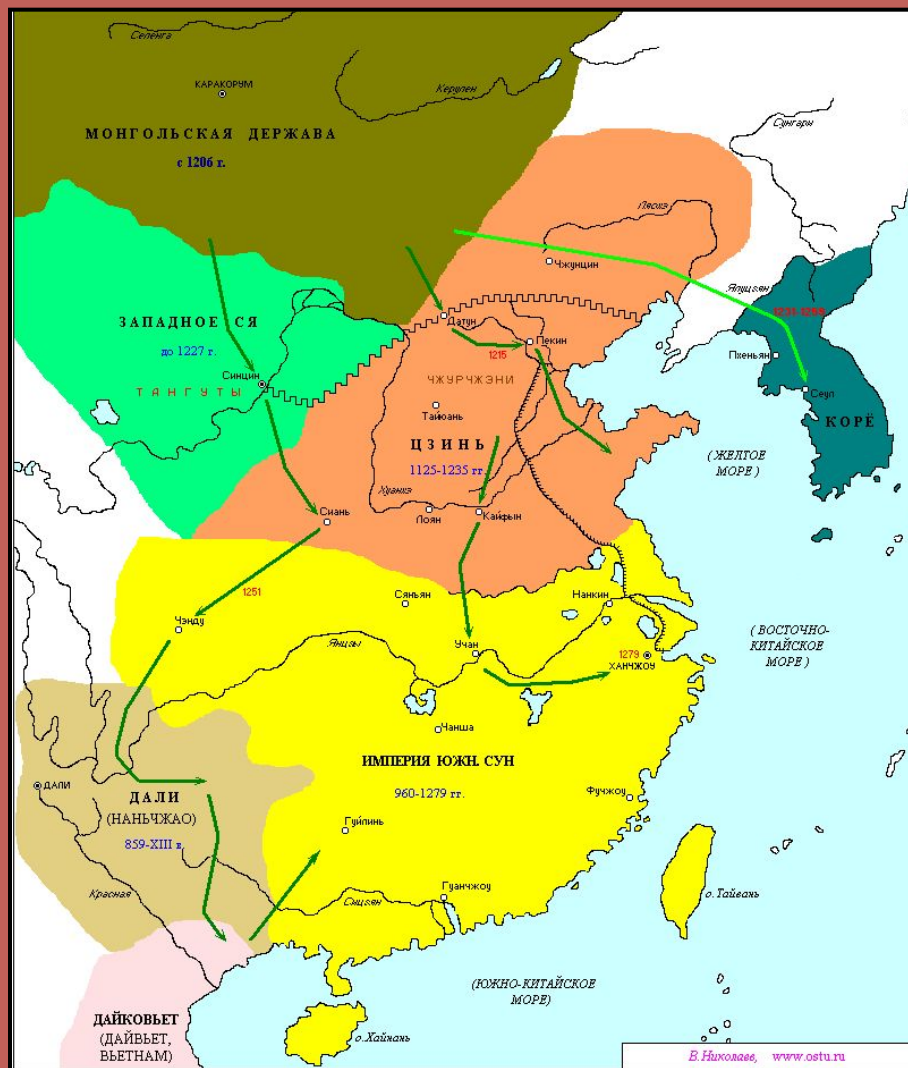 Селенга
КАРАКОРУМ
Керулен
МОНГОЛЬСКАЯ ДЕРЖАВА
с 1206 г.
Сунгари
Ляохэ
Чжунцин
Ялуцзян
ЗАПАДНОЕ СЯ
до 1227 г.
Датун
1231-1259
Пекин
1215
Пхеньян
Синцин
ТАНГУТЫ
ЧЖУРЧЖЭНИ
Сеул
Тайюань
КОРЁ
ЦЗИНЬ
1125-1235 гг.
(ЖЕЛТОЕ
МОРЕ)
Хуанхэ
Сиань
Лоян
Кайфын
1251
Сяньян
Нанкин
Чэнду
Янцзы
Учан
1279
ХАНЧЖОУ
(ВОСТОЧНО-
КИТАЙСКОЕ
МОРЕ)
Чанша
ИМПЕРИЯ ЮЖН. СУН
960-1279 гг.
ДАЛИ
ДАЛИ
(НАНЬЧЖАО)
859-XIII в.
Фучжоу
Гуйлинь
Красная
Гуанчжоу
Сицзян
о.Тайвань
(ЮЖНО-КИТАЙСКОЕ
МОРЕ)
ДАЙКОВЬЕТ
(ДАЙВЬЕТ,
ВЬЕТНАМ)
о.Хайнань
В.Николаев, www.ostu.ru